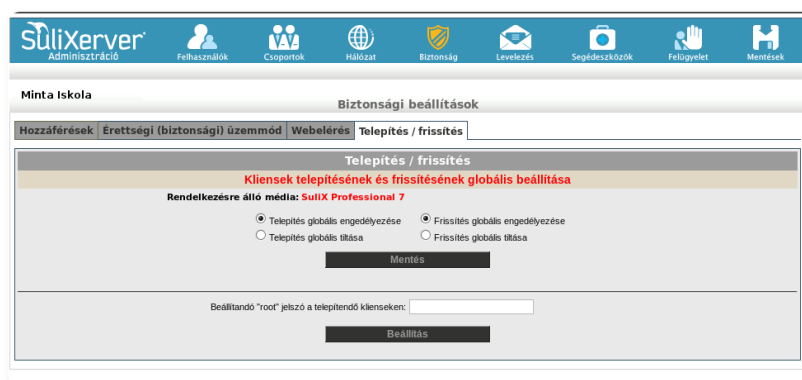 SuliXerver
Adminisztráció
Felhasználók Csoportok Hálózat Biztonság Levelezés Segédeszközök Felügyelet Mentések
Minta Iskola
Biztonsági beállítások
Hozzáférések Érettségi (biztonsági) üzemmód Webelérés Telepítés / frissítés
Telepítés / frissítés
Kliensek telepítésének és frissítésének globális beállítása
Rendelkezésre álló média: SuliX Professional 7
Telepítés globális engedélyezése Frissítés globális engedélyezése
Telepítés globális tiltása Frissítés globális tiltása
Mentés
Beállítandó "root" jelszó a telepítendő klienseken:
Beállítás